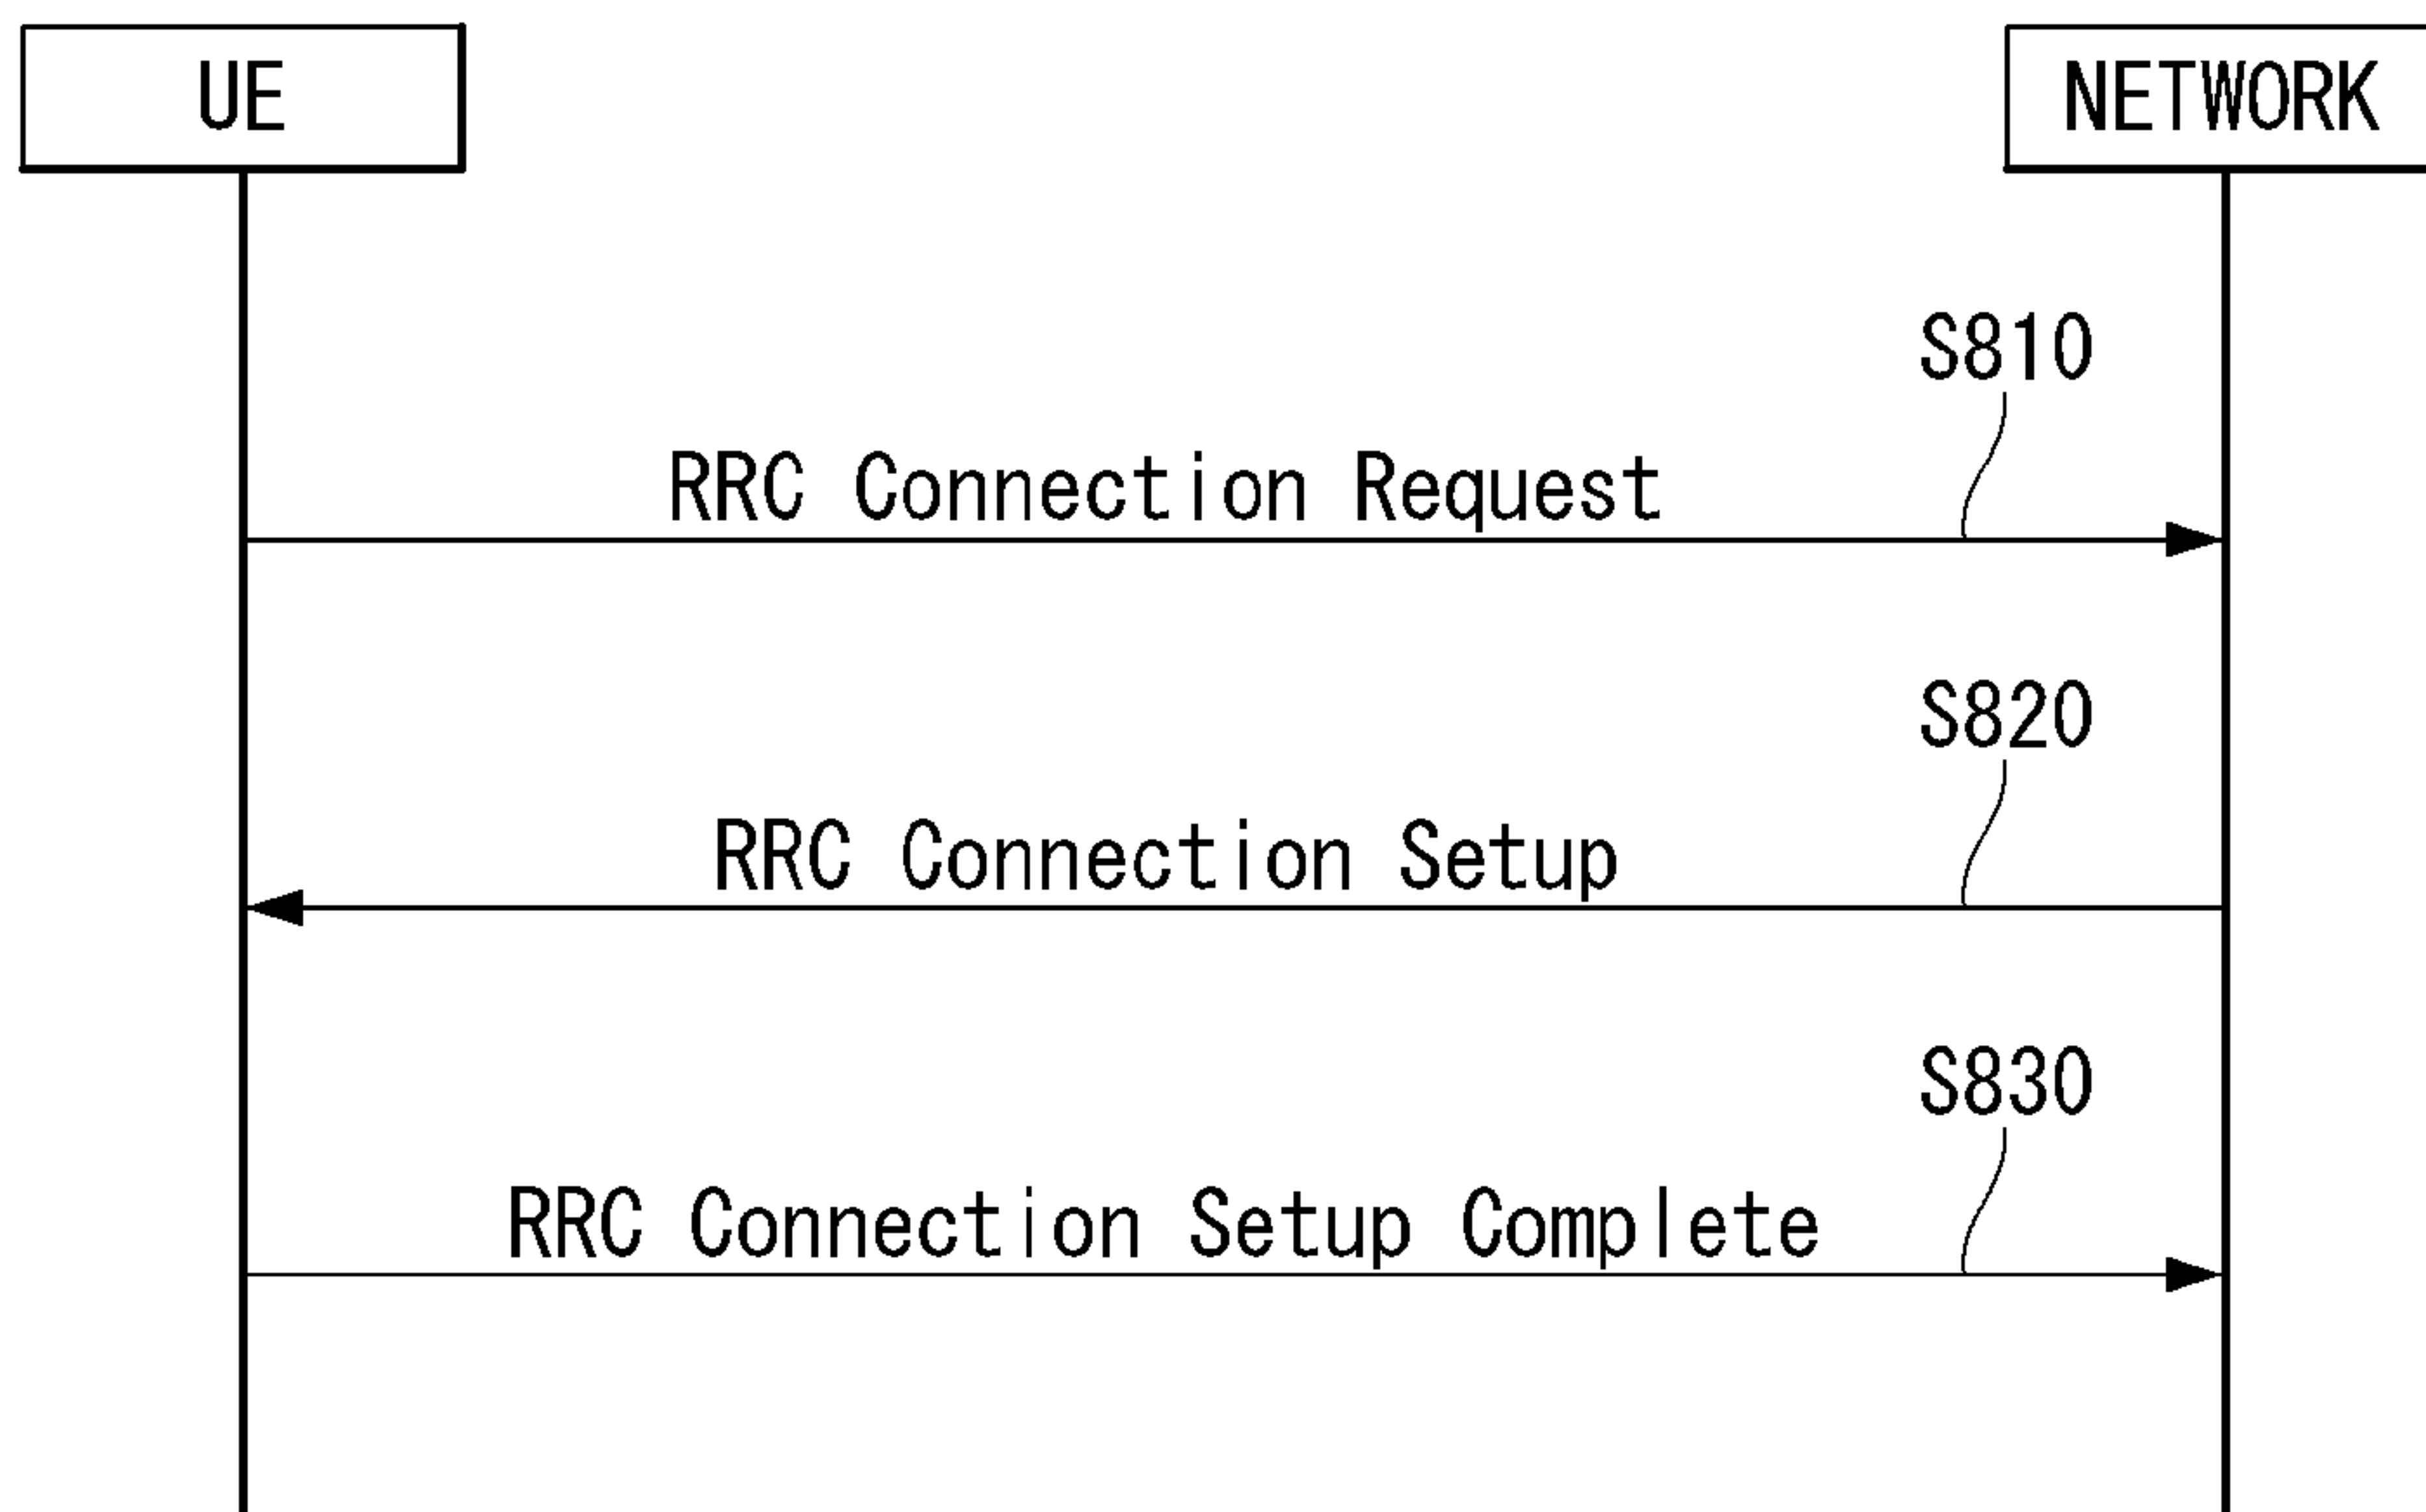 UE
NETWORK
S810
RRC Connection Request
S820
RRC Connection Setup
S830
RRC Connection Setup Complete